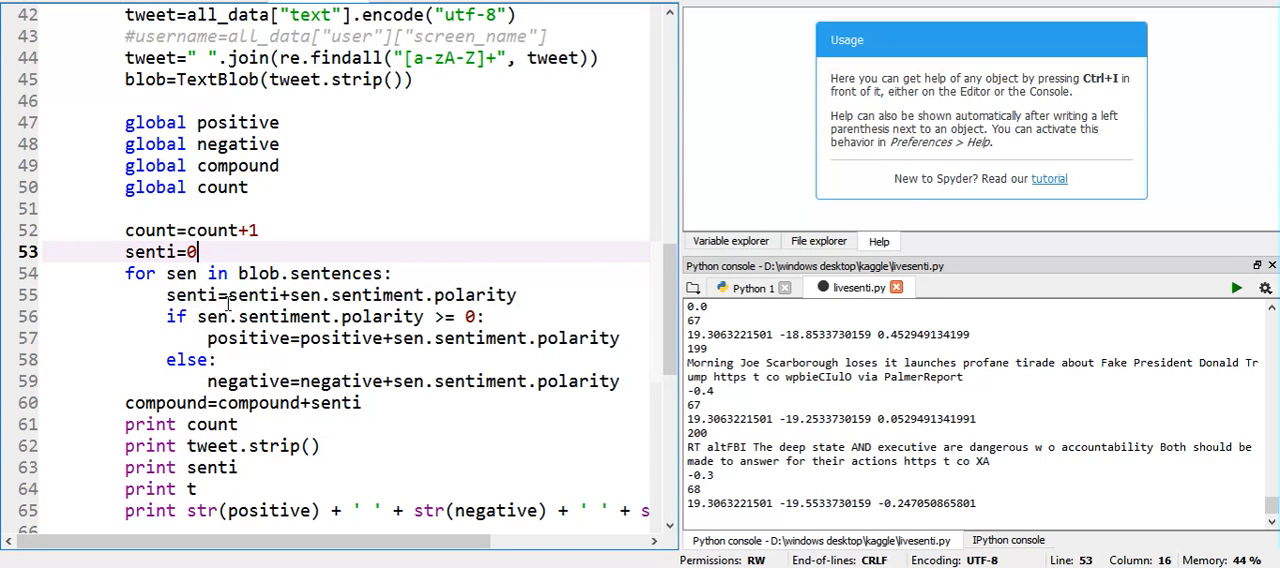 42 tweet=all_data["text"].encode("utf-8")
43 #username=all_data["user"]["screen_name"]
44 tweet=" ".join(re.findall("[a-zA-Z]+", tweet))
45 blob=TextBlob(tweet.strip())
46
47 global positive
48 global negative
49 global compound
50 global count
51
52 count=count+1
53 senti=0
54 for sen in blob.sentences:
55 senti=senti+sen.sentiment.polarity
56 if sen.sentiment.polarity >= 0:
57 positive=positive+sen.sentiment.polarity
58 else:
59 negative=negative+sen.sentiment.polarity
60 compound=compound+senti
61 print count
62 print tweet.strip()
63 print senti
64 print t
65 print str(positive) + ' ' + str(negative) + ' ' + s
66
Usage
Here you can get help of any object by pressing Ctrl+I in
front of it, either on the Editor or the Console.
Help can also be shown automatically after writing a left
parenthesis next to an object. You can activate this
behavior in Preferences > Help.
New to Spyder? Read our tutorial
Variable explorer File explorer Help
Python console - D:\windows desktop\kaggle\livesenti.py
Python 1 livesenti.py
0.0
67
19.3063221501 -18.8533730159 0.452949134199
199
Morning Joe Scarborough loses it launches profane tirade about Fake President Donald Tr
ump https t co wpbieCIulO via PalmerReport
-0.4
67
19.3063221501 -19.2533730159 0.0529491341991
200
RT altFBI The deep state AND executive are dangerous w o accountability Both should be
made to answer for their actions https t co XA
-0.3
68
19.3063221501 -19.5533730159 -0.247050865801
Python console - D:\windows desktop\kaggle\livesenti.py IPython console
Permissions: RW End-of-lines: CRLF Encoding: UTF-8 Line: 53 Column: 16 Memory: 44 %